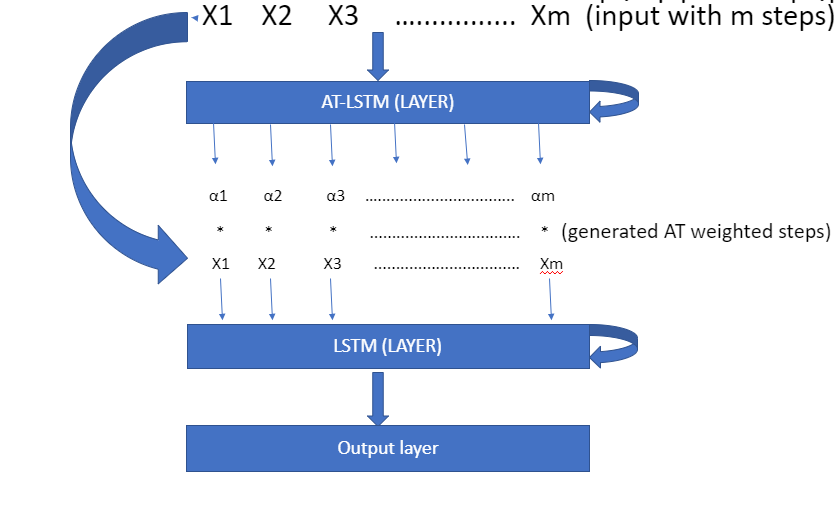 X1 X2 X3 ................ Xm (input with m steps)
AT-LSTM (LAYER)
α1 α2 α3 .................................. αm
* * * .................................. * (generated AT weighted steps)
X1 X2 X3 .................................. Xm
LSTM (LAYER)
Output layer